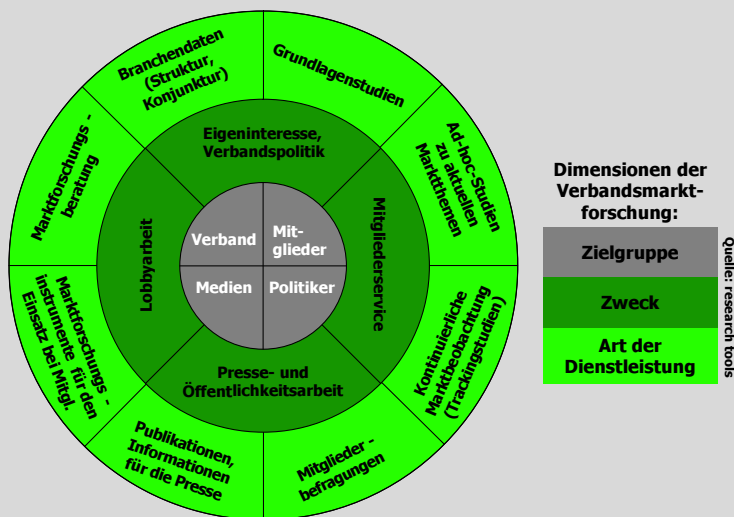 Branchendaten
(Struktur,
Konjunktur)
Grundlagenstudien
Ad-hoc-Studien
zu aktuellen
Marktthemen
Kontinuierliche
Marktbeobachtung
(Trackingstudien)
Mitglieder -
befragungen
Publikationen,
Informationen
für die Presse
Marktforschungs -
instrumente für den
Einsatz bei Mitgl.
Marktforschungs -
beratung
Eigeninteresse,
Verbandspolitik
Mitgliederservice
Presse- und
Öffentlichkeitsarbeit
Lobbyarbeit
Verband
Mit-
glieder
Medien
Politiker
Dimensionen der
Verbandsmarkt-
forschung:
Zielgruppe
Zweck
Art der
Dienstleistung
Quelle: research tools